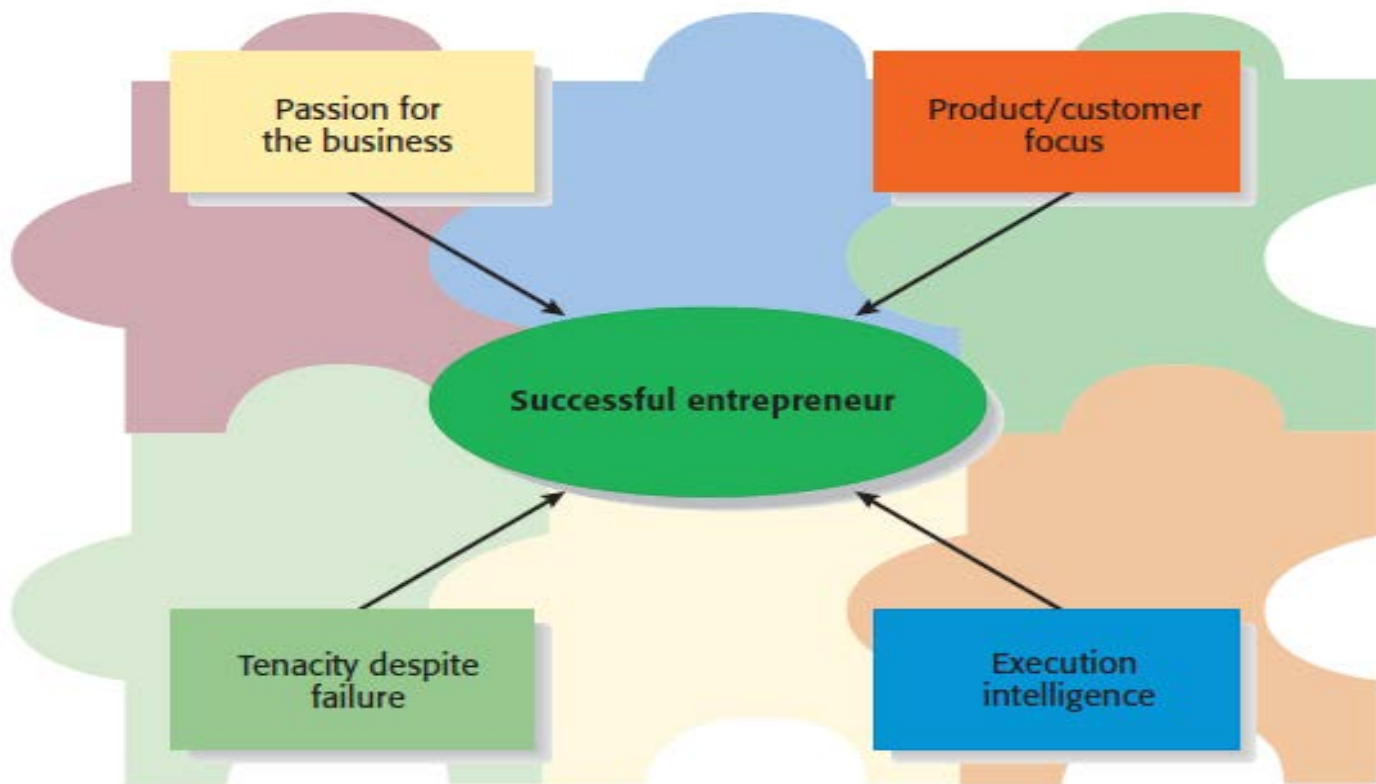 Passion for
the business
Product/customer
focus
Successful entrepreneur
Tenacity despite
failure
Execution
intelligence